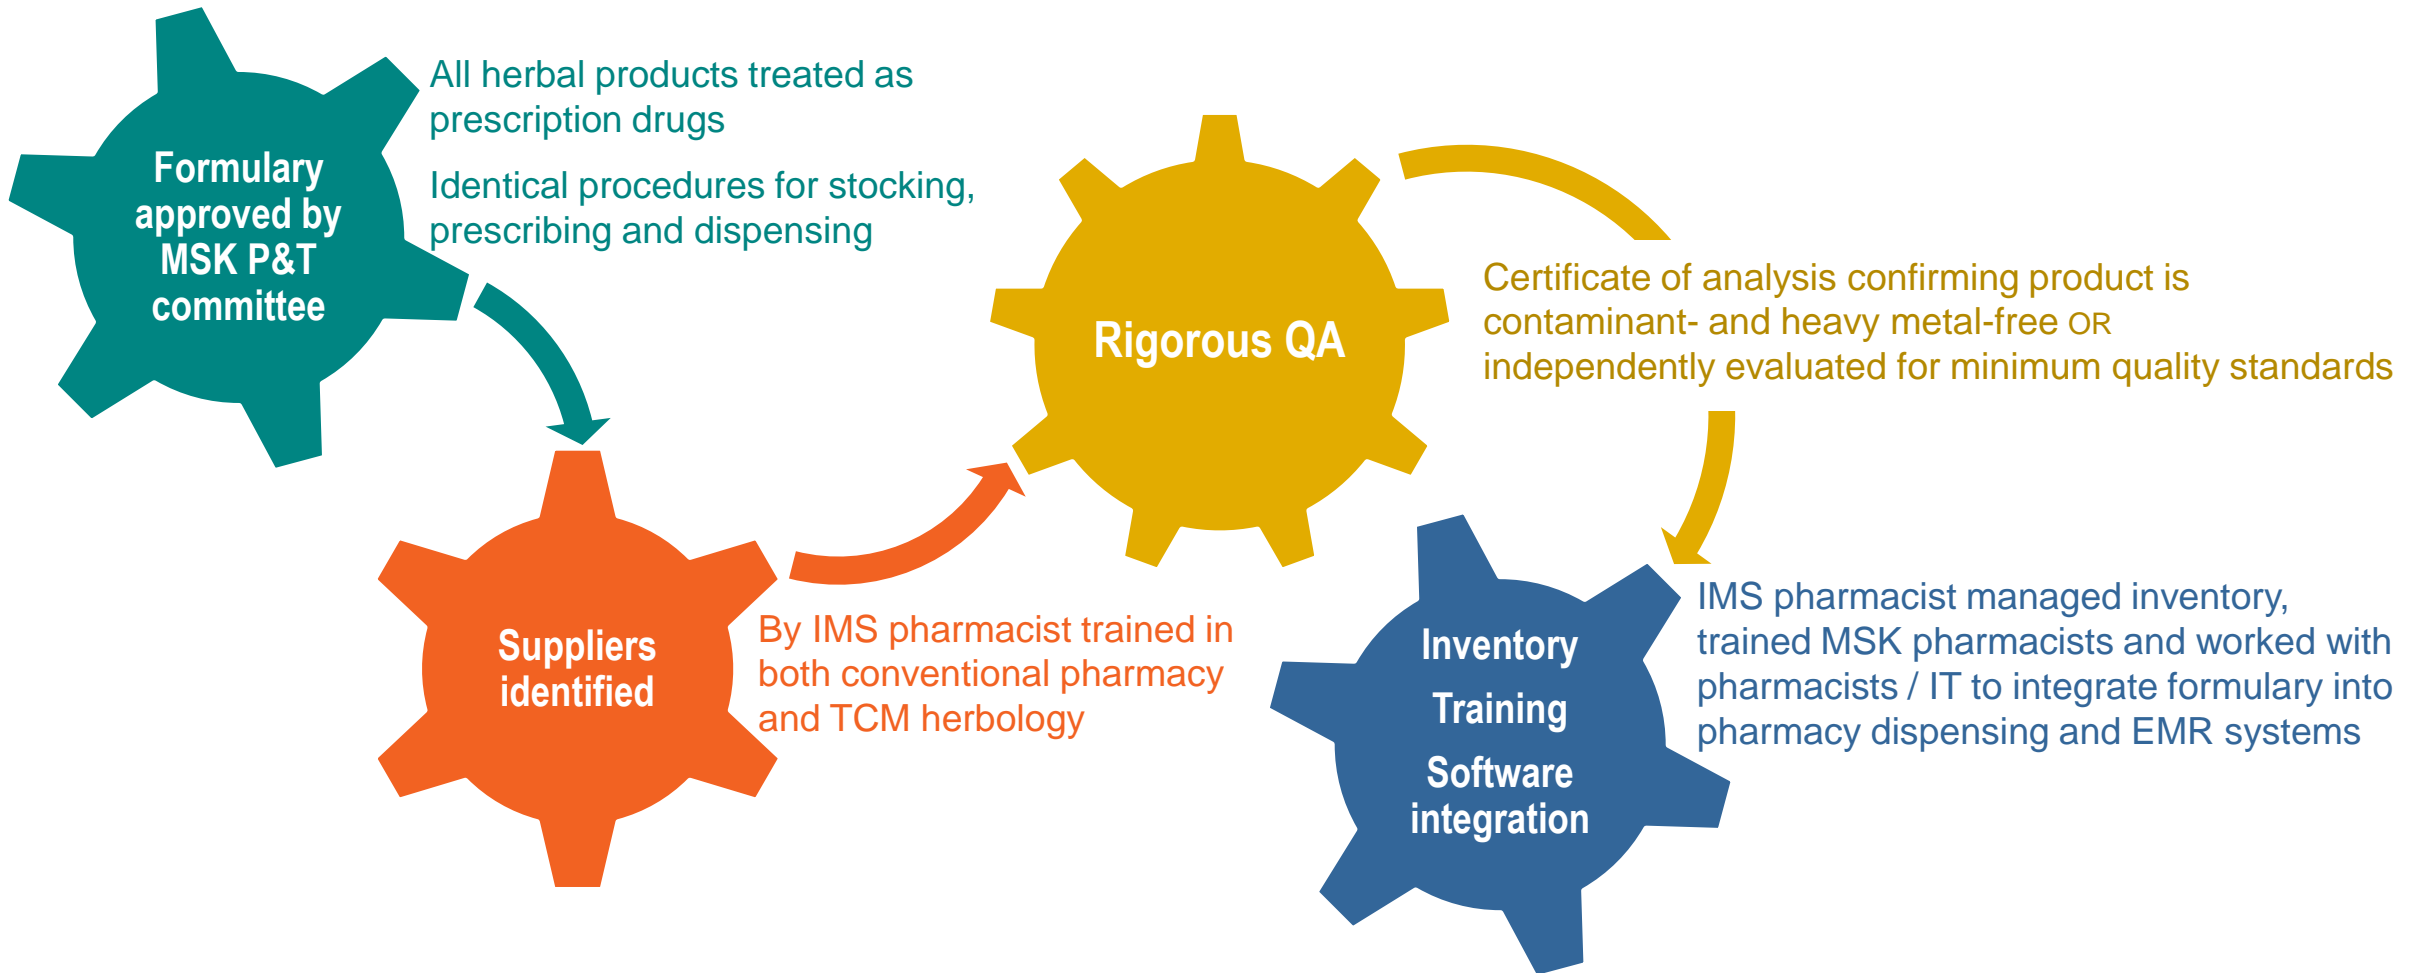 Formulary
approved by
MSK P&T
committee
All herbal products treated as
prescription drugs
Identical procedures for stocking,
prescribing and dispensing
Suppliers
identified
By IMS pharmacist trained in
both conventional pharmacy
and TCM herbology
Rigorous QA
Certificate of analysis confirming product is
contaminant- and heavy metal-free OR
independently evaluated for minimum quality standards
Inventory
Training
Software
integration
IMS pharmacist managed inventory,
trained MSK pharmacists and worked with
pharmacists / IT to integrate formulary into
pharmacy dispensing and EMR systems